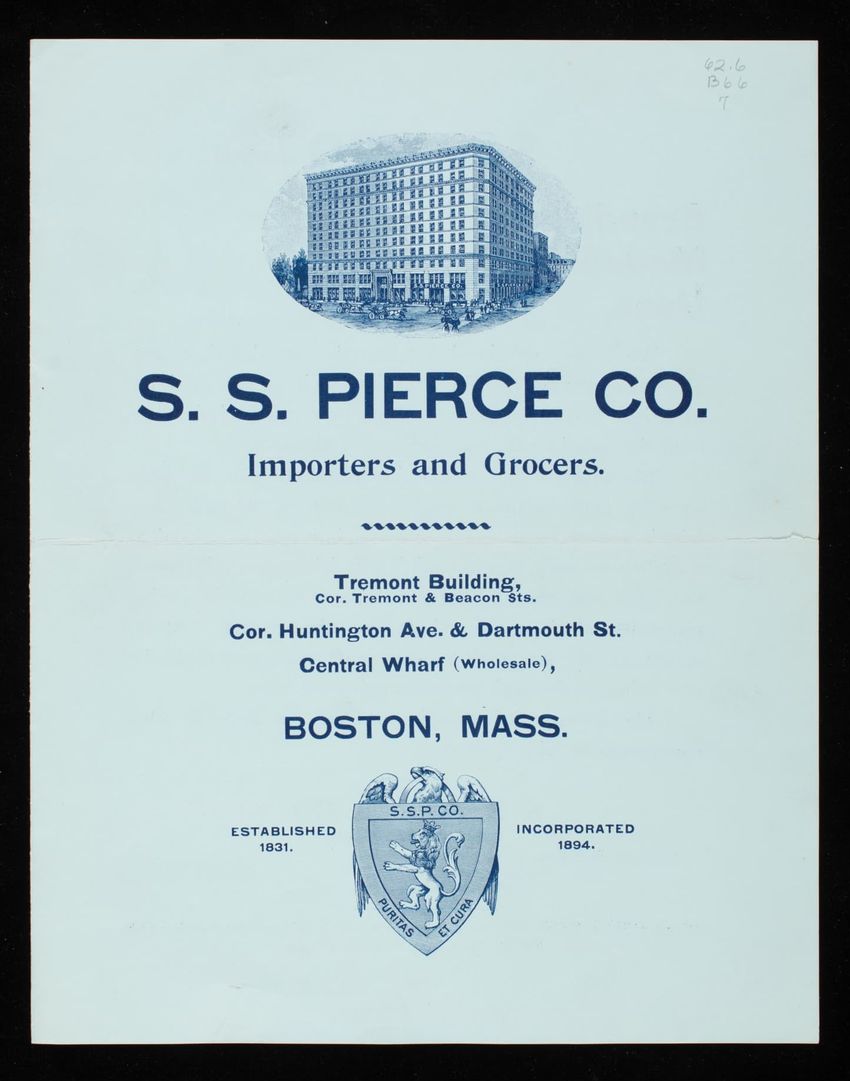 62.6
B66
7
S. S. PIERCE CO.
Importers and Grocers.
Tremont Building,
Cor. Tremont & Beacon Sts.
Cor. Huntington Ave. & Dartmouth St.
Central Wharf (Wholesale),
BOSTON, MASS.
S.S.P. CO.
ESTABLISHED
1831.
INCORPORATED
1894.
PURITAS ET CURA